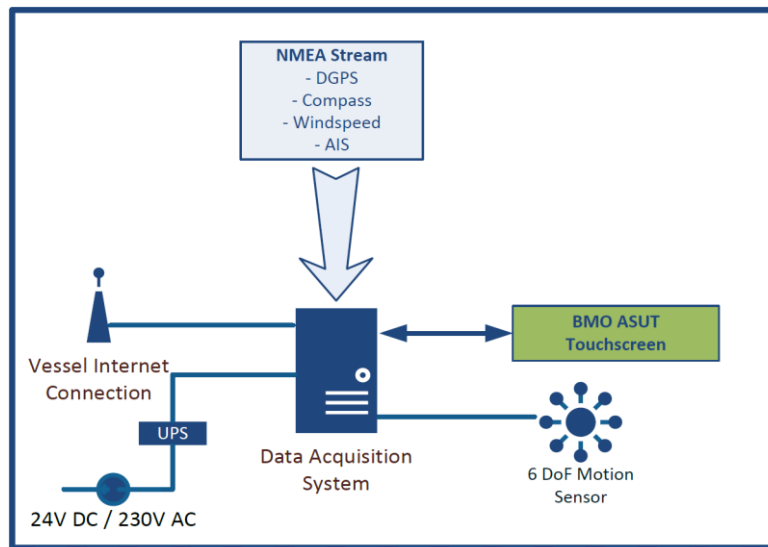 NMEA Stream
- DGPS
- Compass
- Windspeed
- AIS
BMO ASUT
Touchscreen
Vessel Internet
Connection
UPS
Data Acquisition
System
6 DoF Motion
Sensor
24V DC / 230V AC